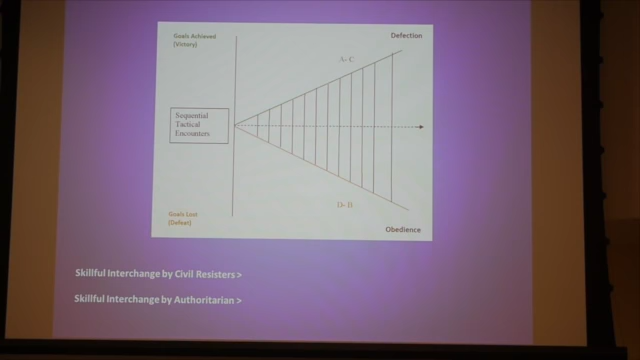 Goals Achieved
(Victory)
Defection
A- C
Sequential
Tactical
Encounters
D- B
Goals Lost
(Defeat)
Obedience
Skillful Interchange by Civil Resisters >
Skillful Interchange by Authoritarian >